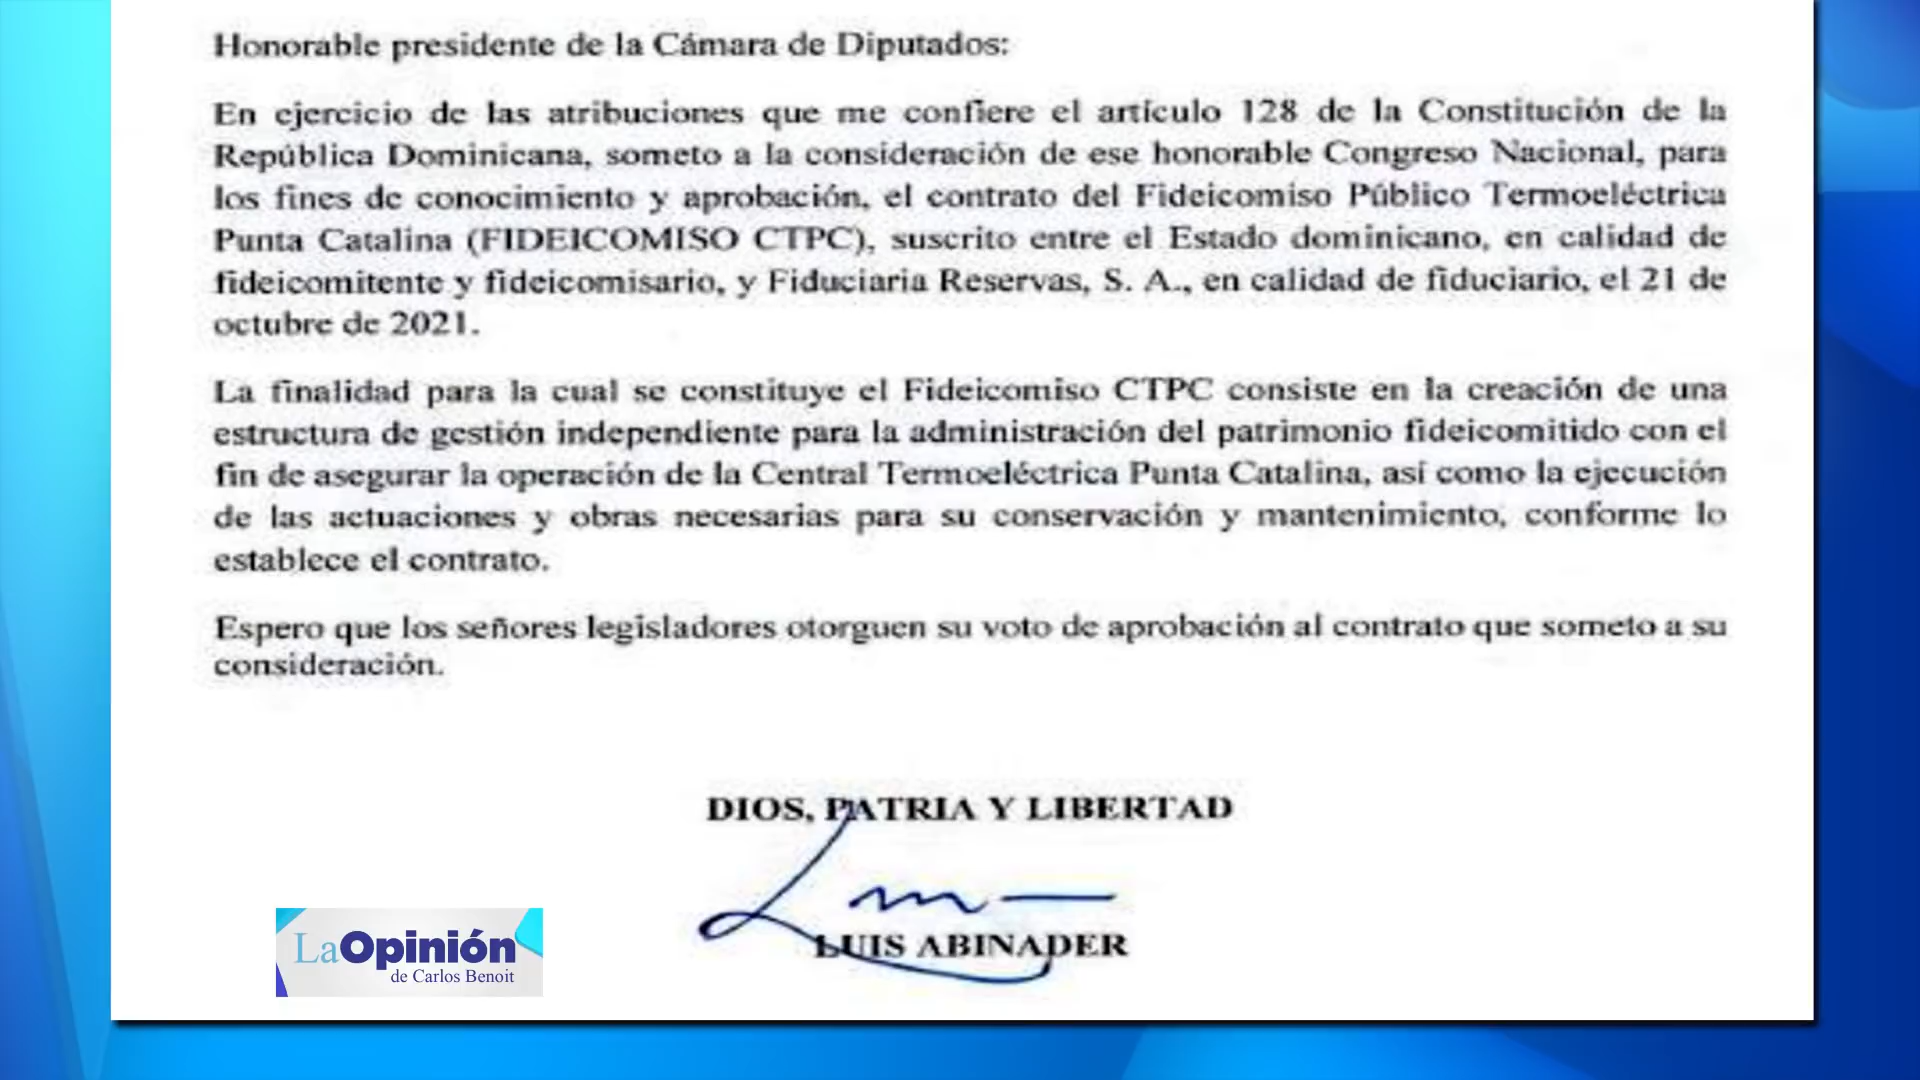 Honorable presidente de la Cámara de Diputados:
En ejercicio de las atribuciones que me confiere el artículo 128 de la Constitución de la
República Dominicana, someto a la consideración de ese honorable Congreso Nacional, para
los fines de conocimiento y aprobación, el contrato del Fideicomiso Público Termoeléctrica
Punta Catalina (FIDEICOMISO CTPC), suscrito entre el Estado dominicano, en calidad de
fideicomitente y fideicomisario, y Fiduciaria Reservas, S. A., en calidad de fiduciario, el 21 de
octubre de 2021.
La finalidad para la cual se constituye el Fideicomiso CTPC consiste en la creación de una
estructura de gestión independiente para la administración del patrimonio fideicomitido con el
fin de asegurar la operación de la Central Termoeléctrica Punta Catalina, así como la ejecución
de las actuaciones y obras necesarias para su conservación y mantenimiento, conforme lo
establece el contrato.
Espero que los señores legisladores otorguen su voto de aprobación al contrato que someto a su
consideración.
DIOS, PATRIA Y LIBERTAD
LUIS ABINADER
LaOpinión
de Carlos Benoit